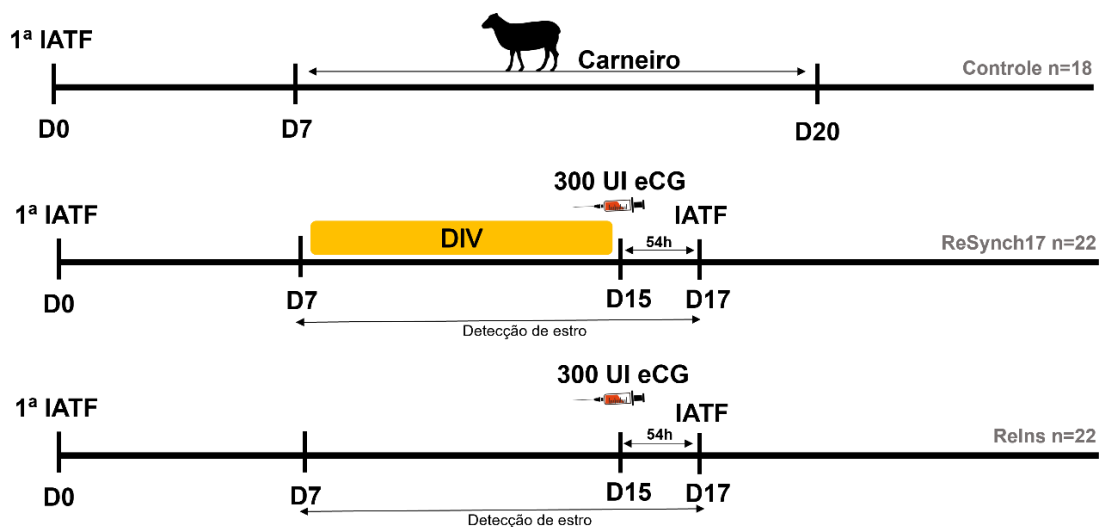 1ª IATF
Carneiro
Controle n=18
D0
D7
D20
300 UI eCG
1ª IATF
DIV
IATF
54h
ReSynch17 n=22
D0
D7
D15
D17
Detecção de estro
300 UI eCG
1ª IATF
IATF
54h
ReIns n=22
D0
D7
D15
D17
Detecção de estro